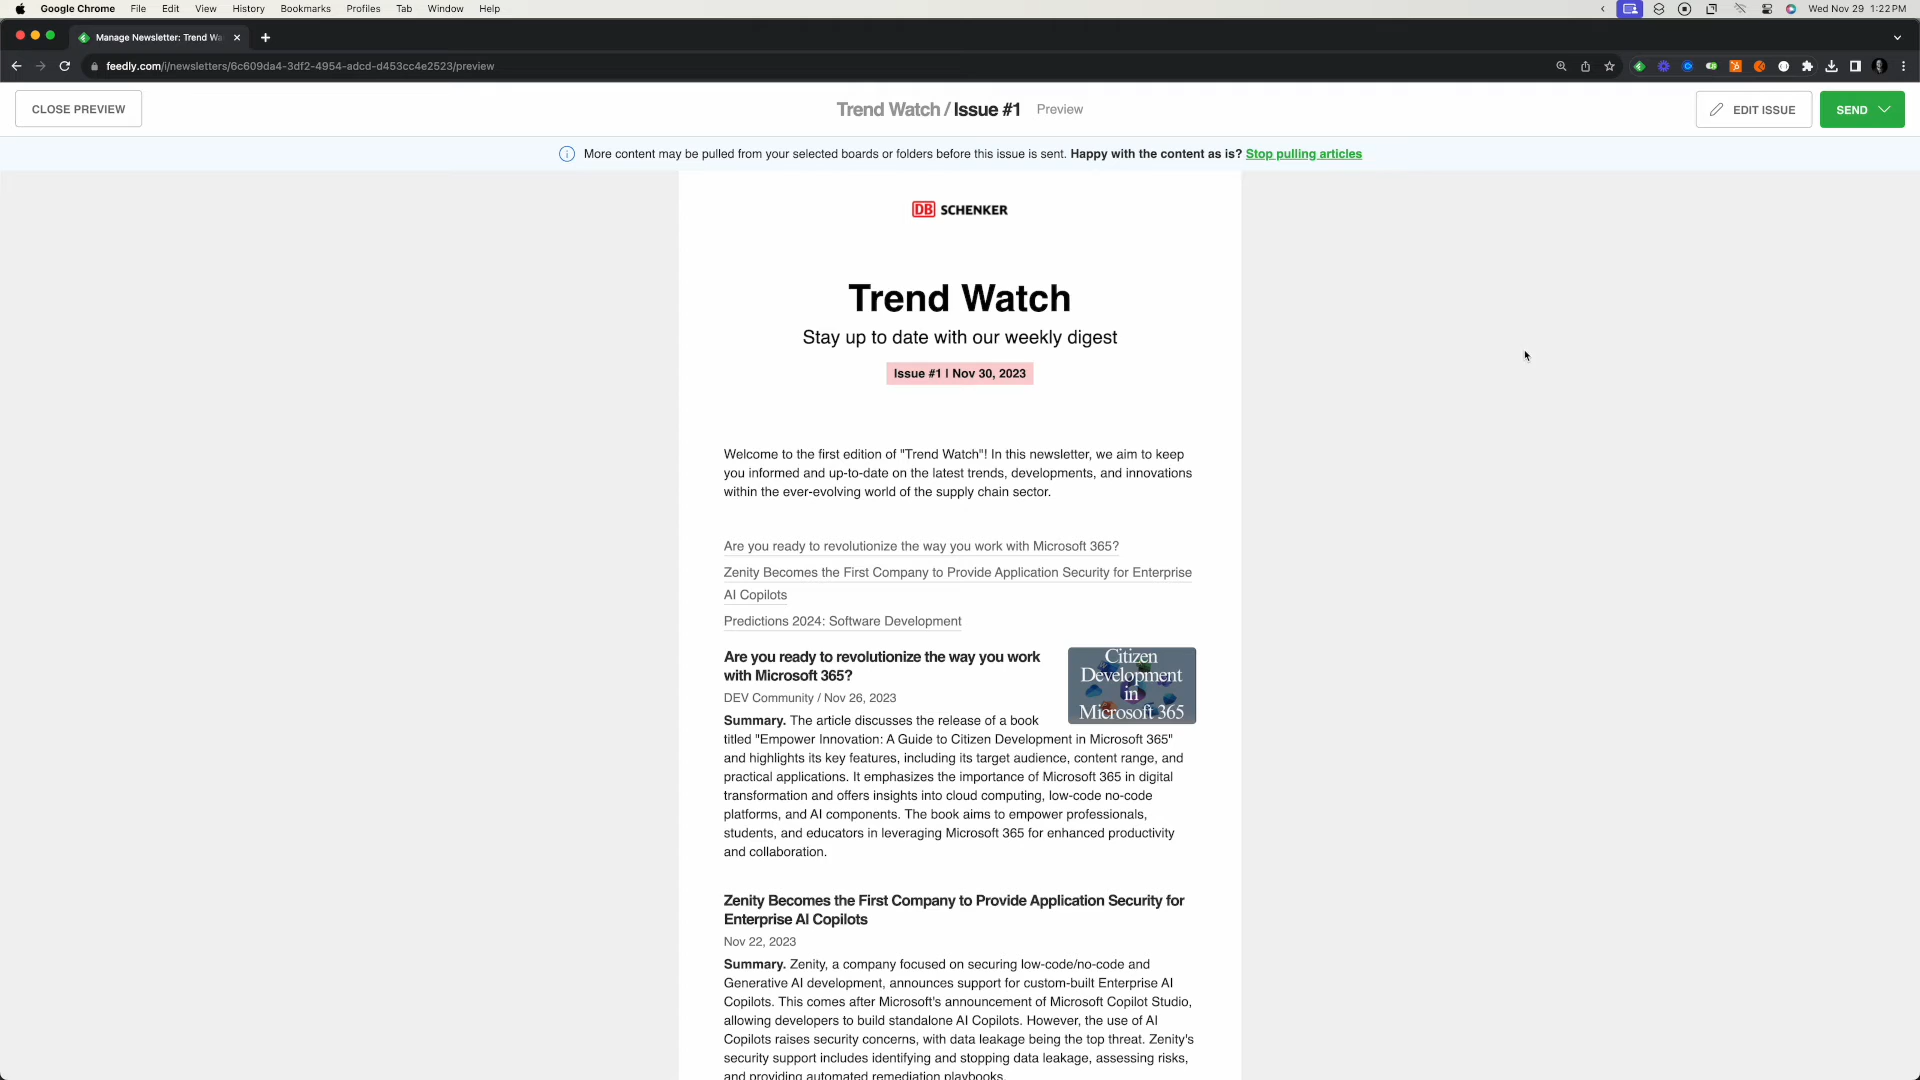 Google Chrome File Edit View History Bookmarks Profiles Tab Window Help Wed Nov 29 1:22 PM
Manage Newsletter: Trend Wa
feedly.com/i/newsletters/6c609da4-3df2-4954-adcd-d453cc4e2523/preview
CLOSE PREVIEW Trend Watch / Issue #1 Preview EDIT ISSUE SEND
More content may be pulled from your selected boards or folders before this issue is sent. Happy with the content as is? Stop pulling articles
DB SCHENKER
Trend Watch
Stay up to date with our weekly digest
Issue #1 | Nov 30, 2023
Welcome to the first edition of "Trend Watch"! In this newsletter, we aim to keep
you informed and up-to-date on the latest trends, developments, and innovations
within the ever-evolving world of the supply chain sector.
Are you ready to revolutionize the way you work with Microsoft 365?
Zenity Becomes the First Company to Provide Application Security for Enterprise
AI Copilots
Predictions 2024: Software Development
Are you ready to revolutionize the way you work
with Microsoft 365?
Citizen
Development
in
Microsoft 365
DEV Community / Nov 26, 2023
Summary. The article discusses the release of a book
titled "Empower Innovation: A Guide to Citizen Development in Microsoft 365"
and highlights its key features, including its target audience, content range, and
practical applications. It emphasizes the importance of Microsoft 365 in digital
transformation and offers insights into cloud computing, low-code no-code
platforms, and AI components. The book aims to empower professionals,
students, and educators in leveraging Microsoft 365 for enhanced productivity
and collaboration.
Zenity Becomes the First Company to Provide Application Security for
Enterprise AI Copilots
Nov 22, 2023
Summary. Zenity, a company focused on securing low-code/no-code and
Generative AI development, announces support for custom-built Enterprise AI
Copilots. This comes after Microsoft's announcement of Microsoft Copilot Studio,
allowing developers to build standalone AI Copilots. However, the use of AI
Copilots raises security concerns, with data leakage being the top threat. Zenity's
security support includes identifying and stopping data leakage, assessing risks,
and providing automated remediation playbooks.